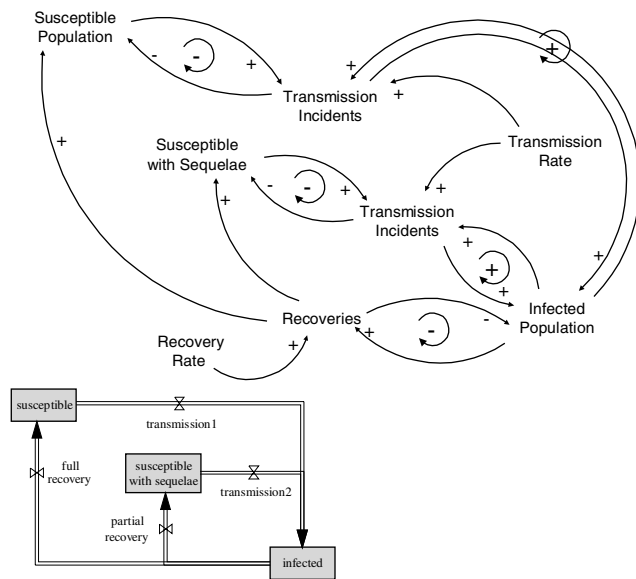 Susceptible
Population
+
-
-
+
+
+
+
Transmission
Incidents
Susceptible
with Sequelae
Transmission
Rate
+
-
-
+
+
+
Transmission
Incidents
+
+
+
+
Infected
Population
Recoveries
-
-
+
Recovery
Rate
+
susceptible
transmission1
full
recovery
susceptible
with sequelae
transmission2
partial
recovery
infected